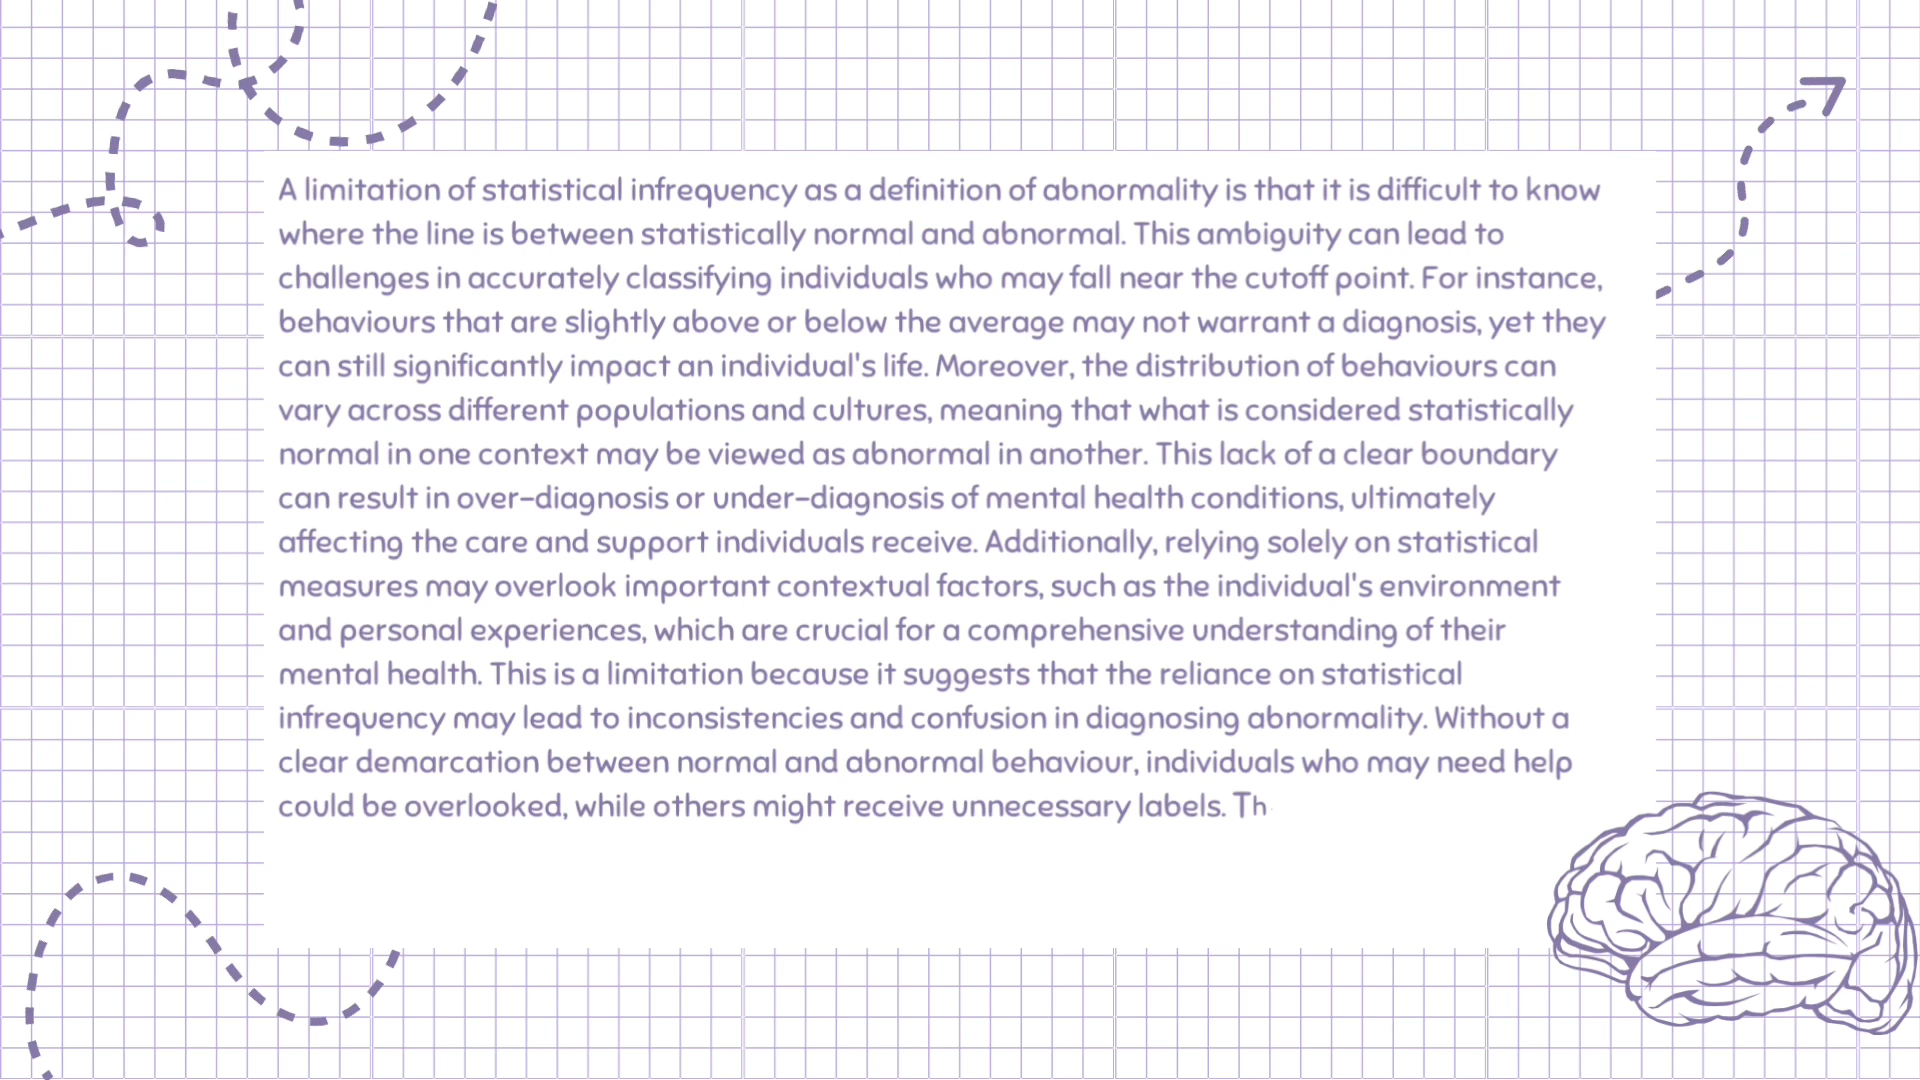 A limitation of statistical infrequency as a definition of abnormality is that it is difficult to know
where the line is between statistically normal and abnormal. This ambiguity can lead to
challenges in accurately classifying individuals who may fall near the cutoff point. For instance,
behaviours that are slightly above or below the average may not warrant a diagnosis, yet they
can still significantly impact an individual's life. Moreover, the distribution of behaviours can
vary across different populations and cultures, meaning that what is considered statistically
normal in one context may be viewed as abnormal in another. This lack of a clear boundary
can result in over-diagnosis or under-diagnosis of mental health conditions, ultimately
affecting the care and support individuals receive. Additionally, relying solely on statistical
measures may overlook important contextual factors, such as the individual's environment
and personal experiences, which are crucial for a comprehensive understanding of their
mental health. This is a limitation because it suggests that the reliance on statistical
infrequency may lead to inconsistencies and confusion in diagnosing abnormality. Without a
clear demarcation between normal and abnormal behaviour, individuals who may need help
could be overlooked, while others might receive unnecessary labels. Th